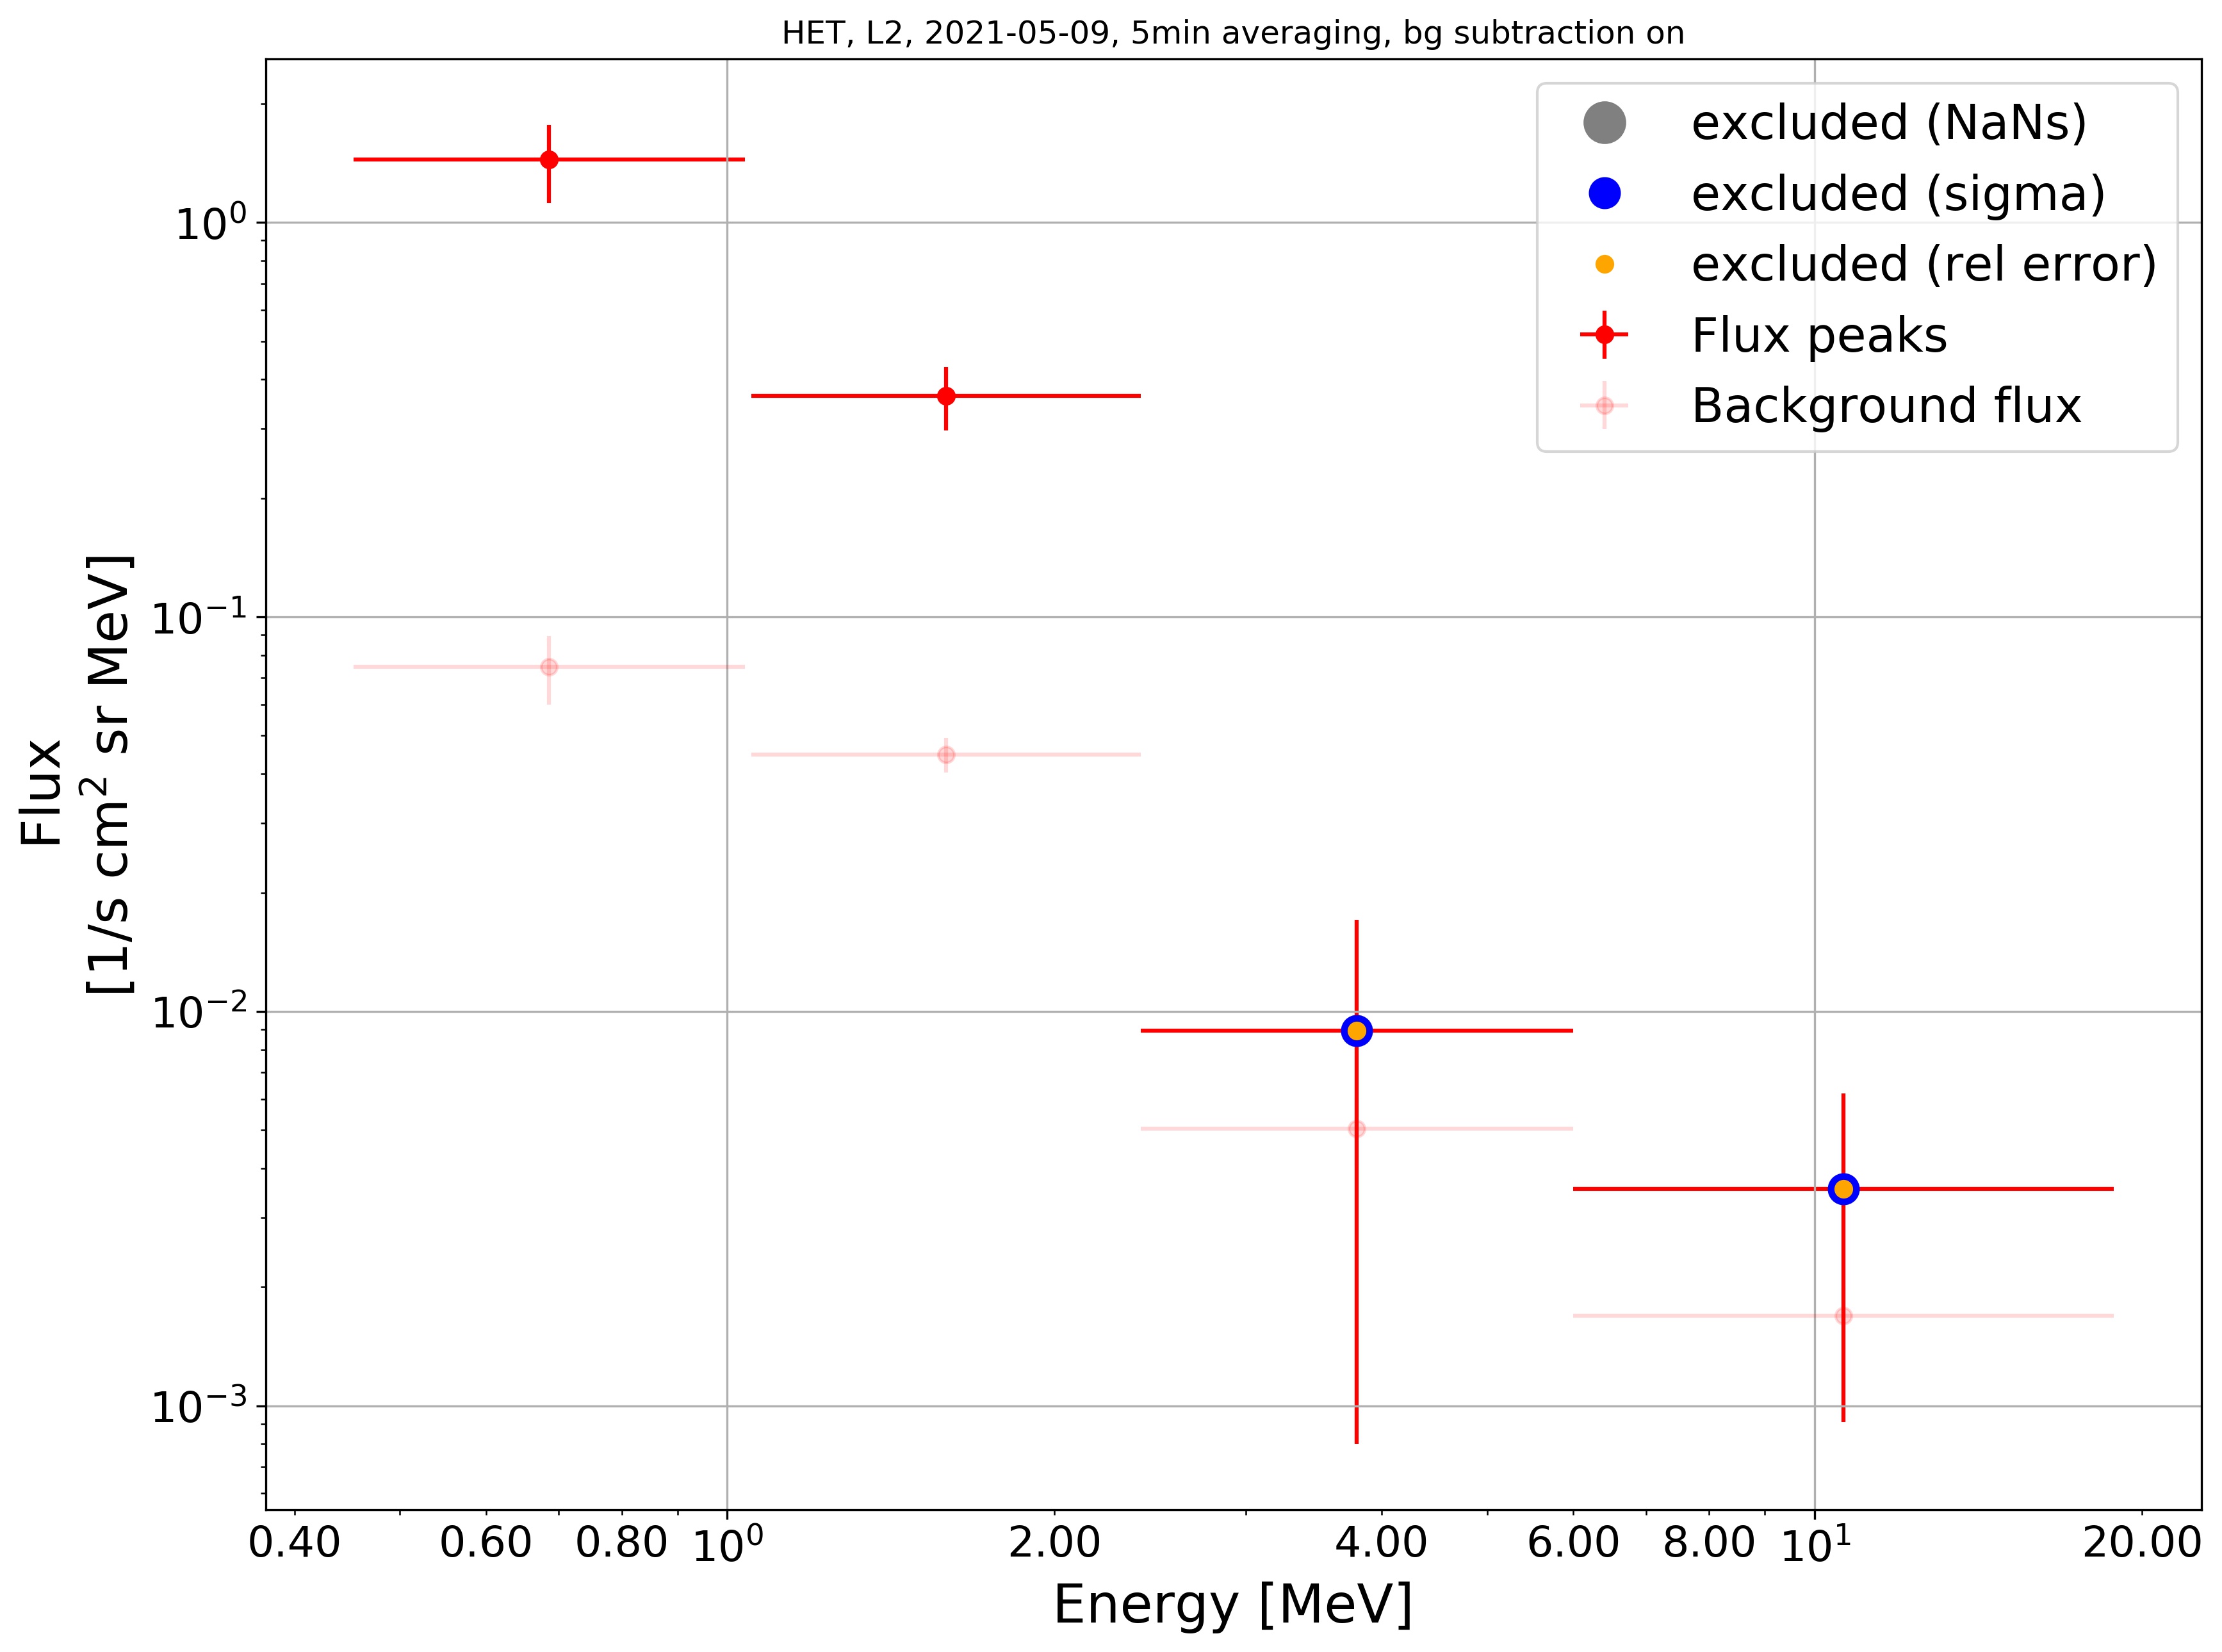 HET, L2, 2021-05-09, 5min averaging, bg subtraction on
excluded (NaNs)
excluded (sigma)
excluded (rel error)
Flux peaks
Background flux
Flux
[1/s cm² sr MeV]
10⁰
10⁻¹
10⁻²
10⁻³
0.40 0.60 0.80 10⁰ 2.00 4.00 6.00 8.00 10¹ 20.00
Energy [MeV]